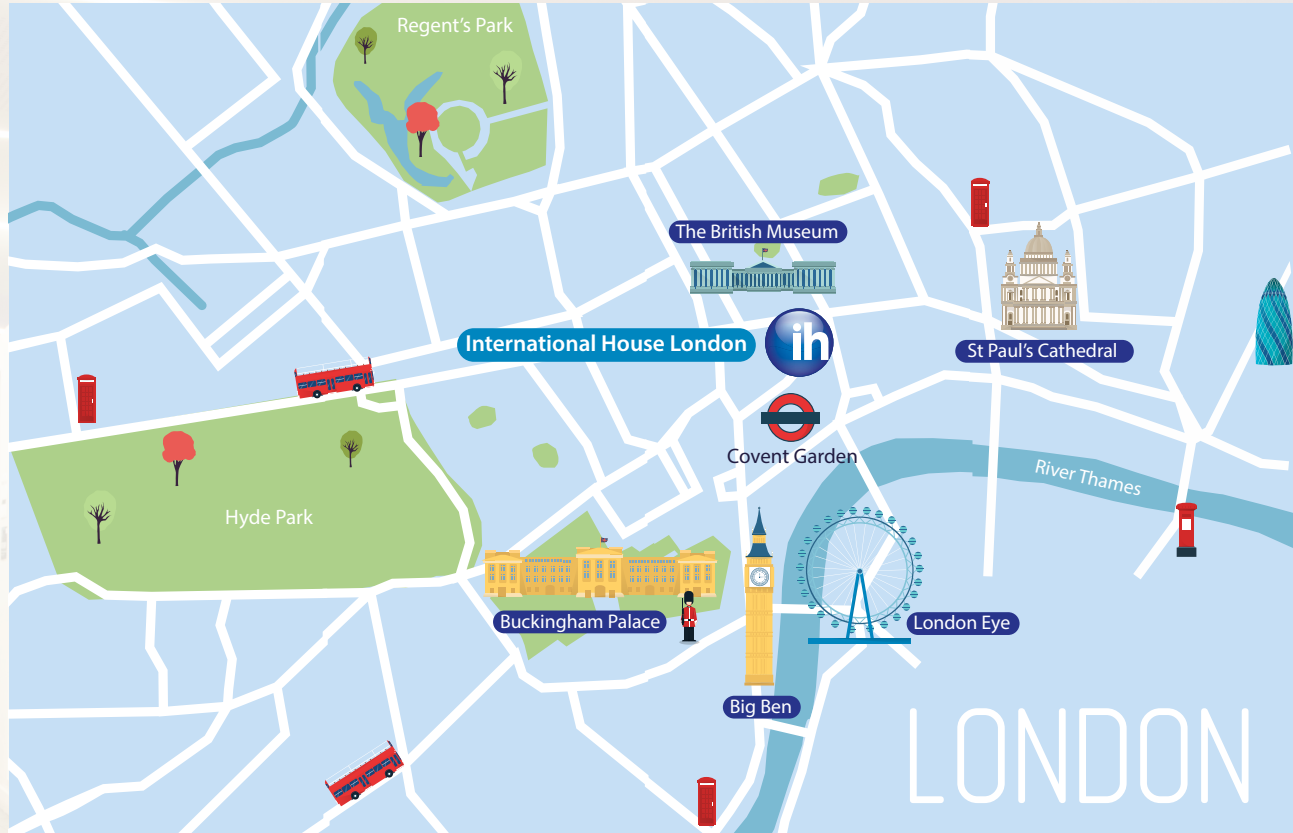 Regent's Park
The British Museum
International House London
ih
St Paul's Cathedral
Covent Garden
River Thames
Hyde Park
Buckingham Palace
London Eye
Big Ben
LONDON